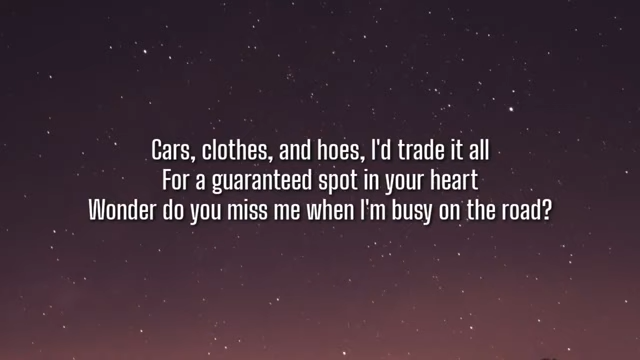 Cars, clothes, and hoes, I'd trade it all
For a guaranteed spot in your heart
Wonder do you miss me when I'm busy on the road?